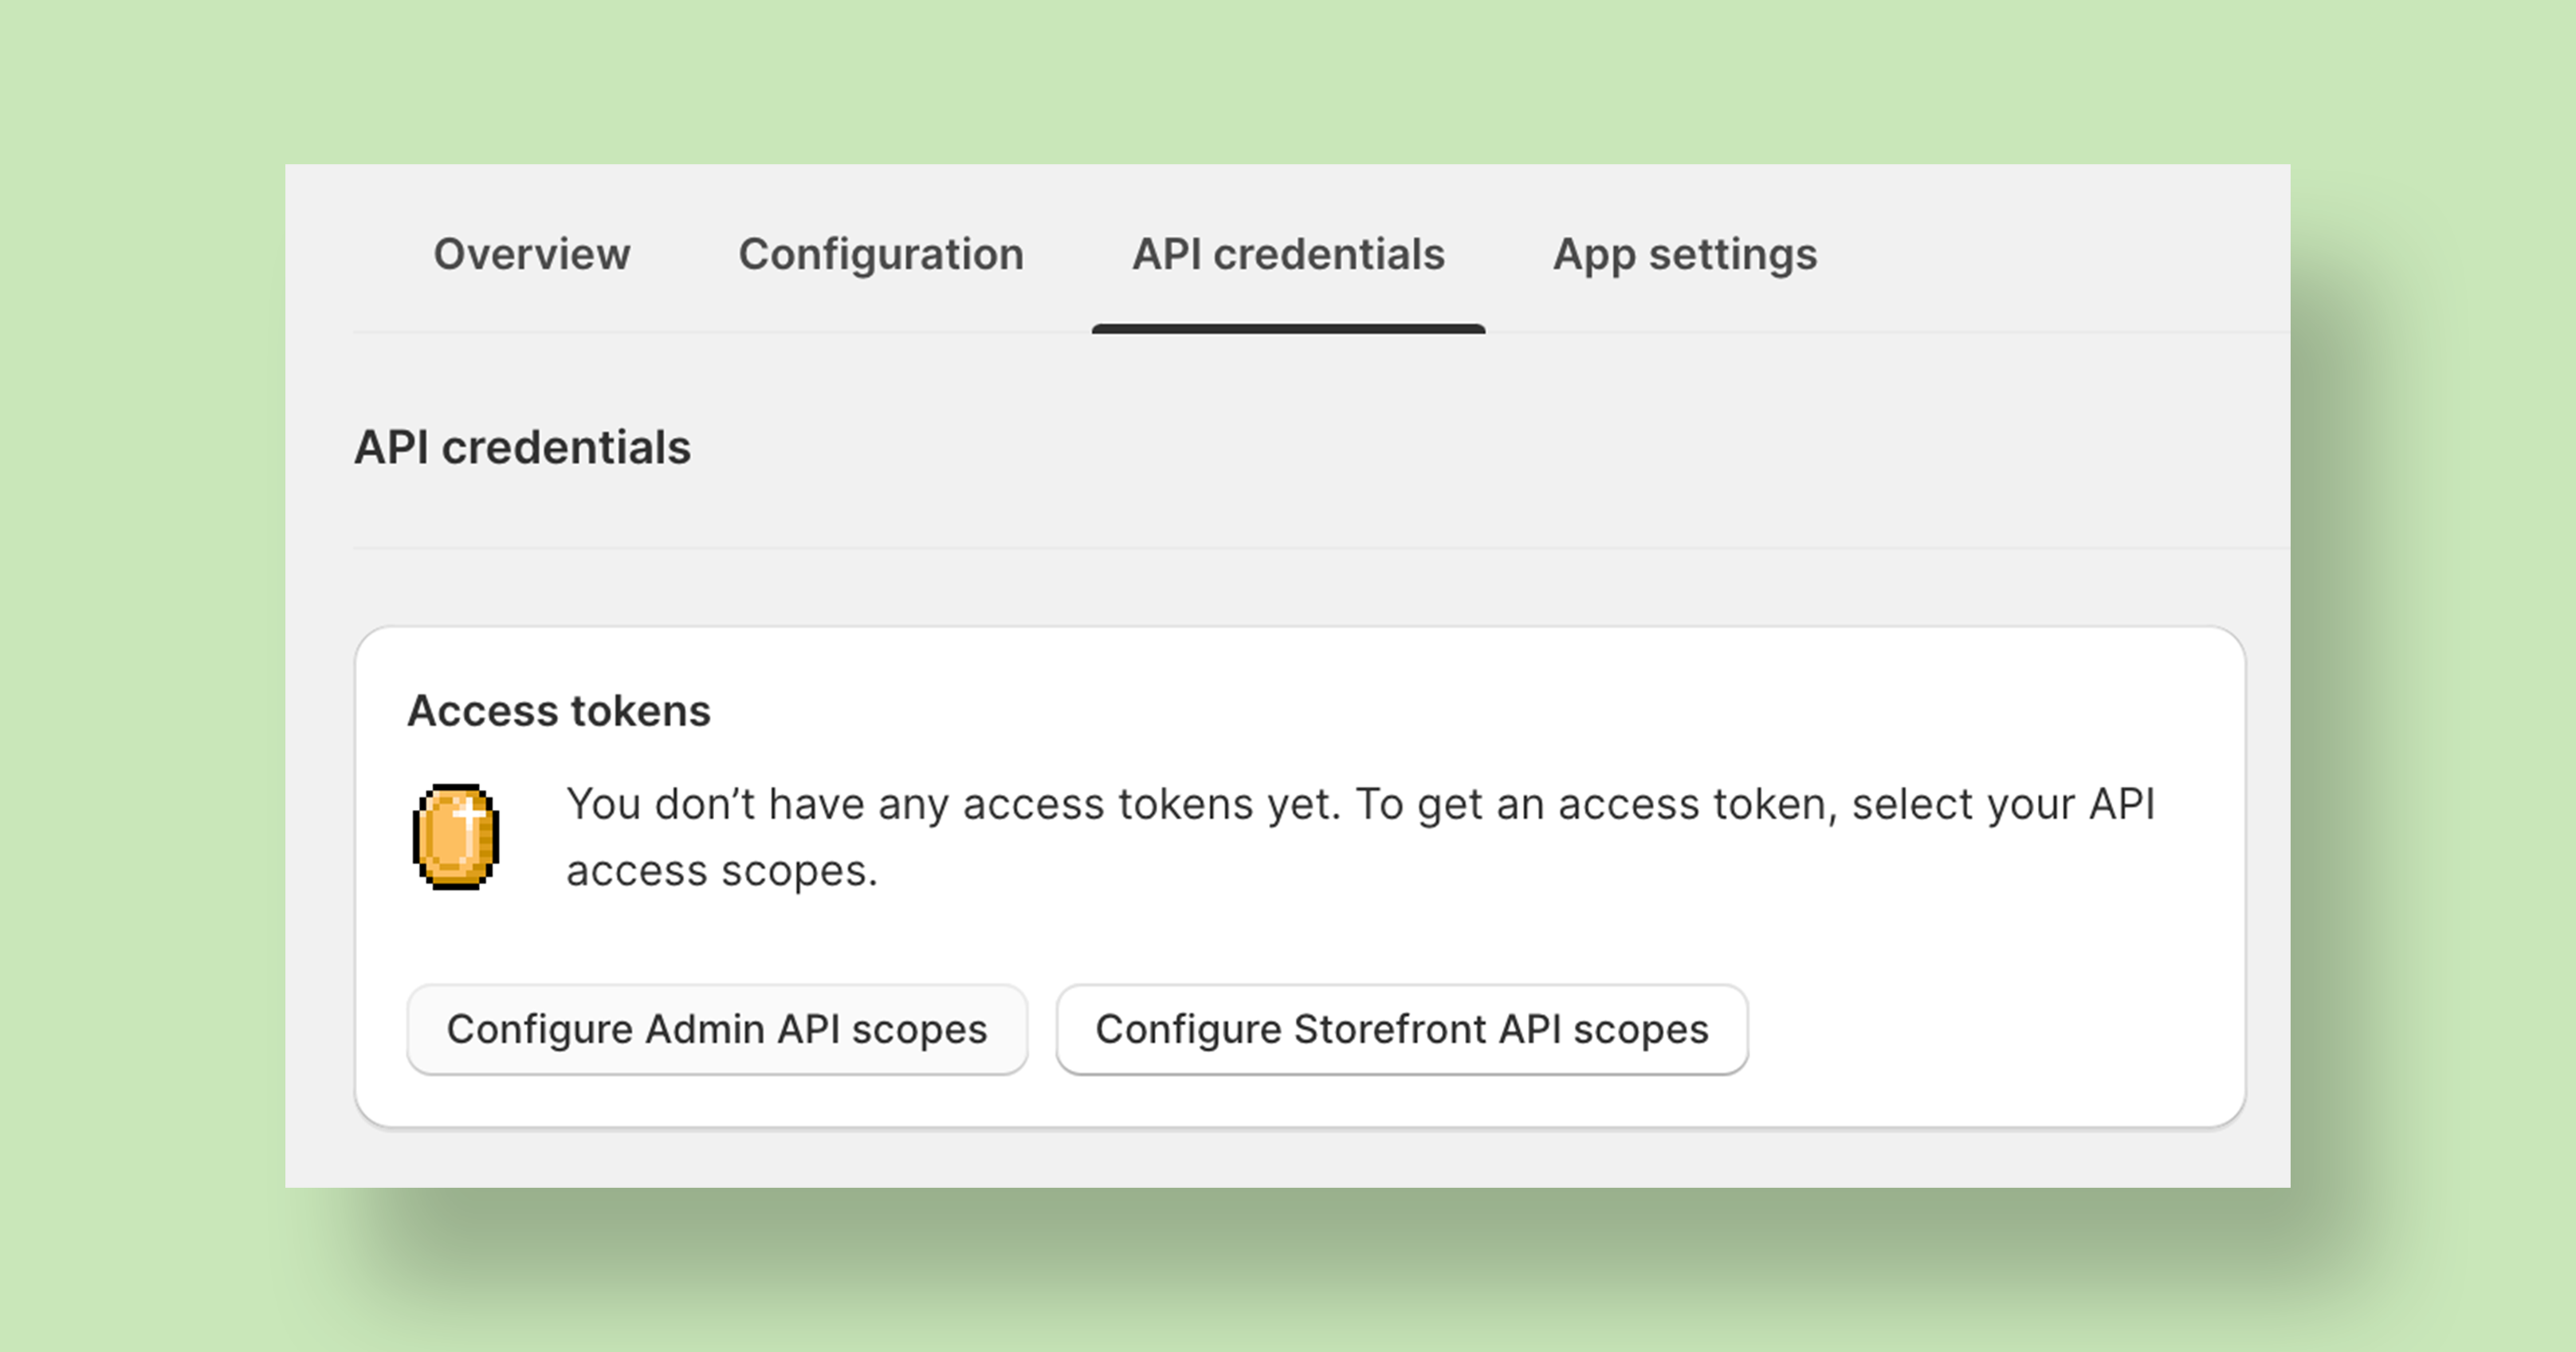 Overview Configuration API credentials App settings
API credentials
Access tokens
You don’t have any access tokens yet. To get an access token, select your API
access scopes.
Configure Admin API scopes Configure Storefront API scopes